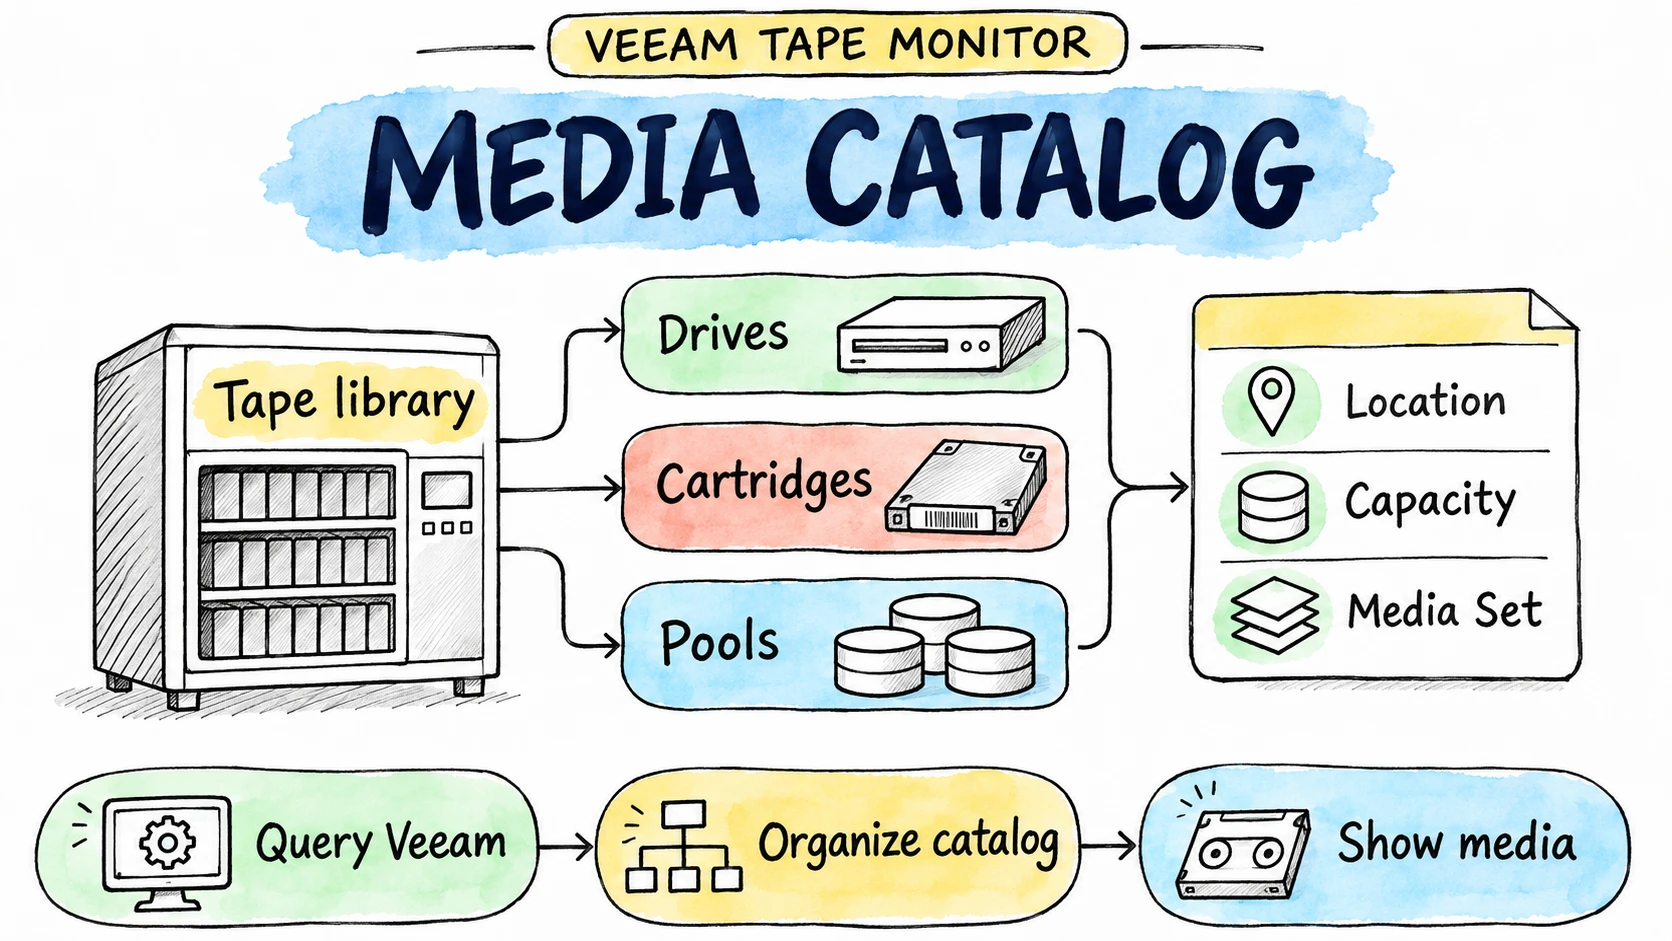 VEEAM TAPE MONITOR
MEDIA CATALOG
Tape library
Drives
Cartridges
Pools
Location
Capacity
Media Set
Query Veeam
Organize catalog
Show media